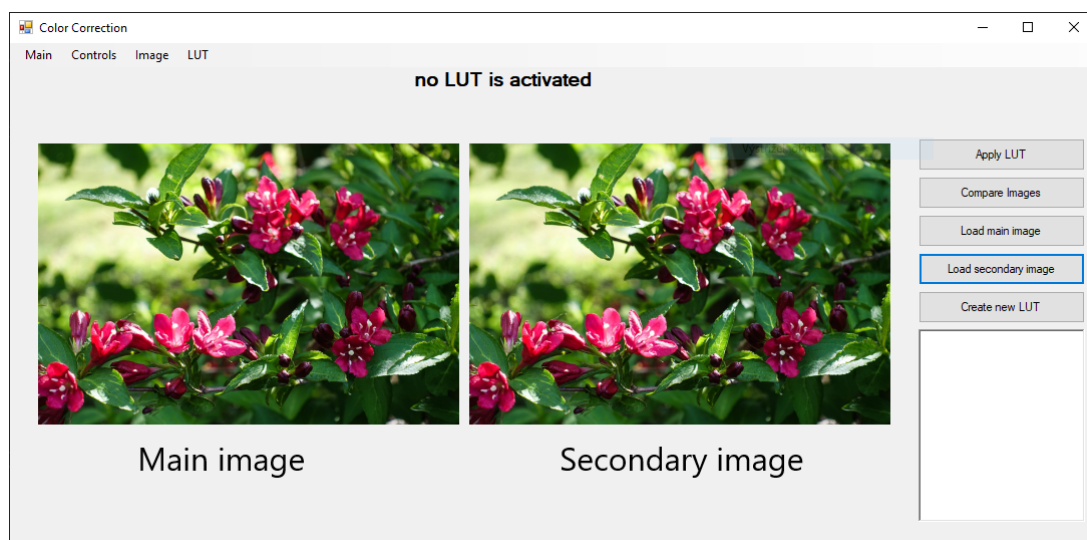 Color Correction
Main Controls Image LUT
no LUT is activated
Apply LUT
Compare Images
Load main image
Load secondary image
Create new LUT
Main image
Secondary image